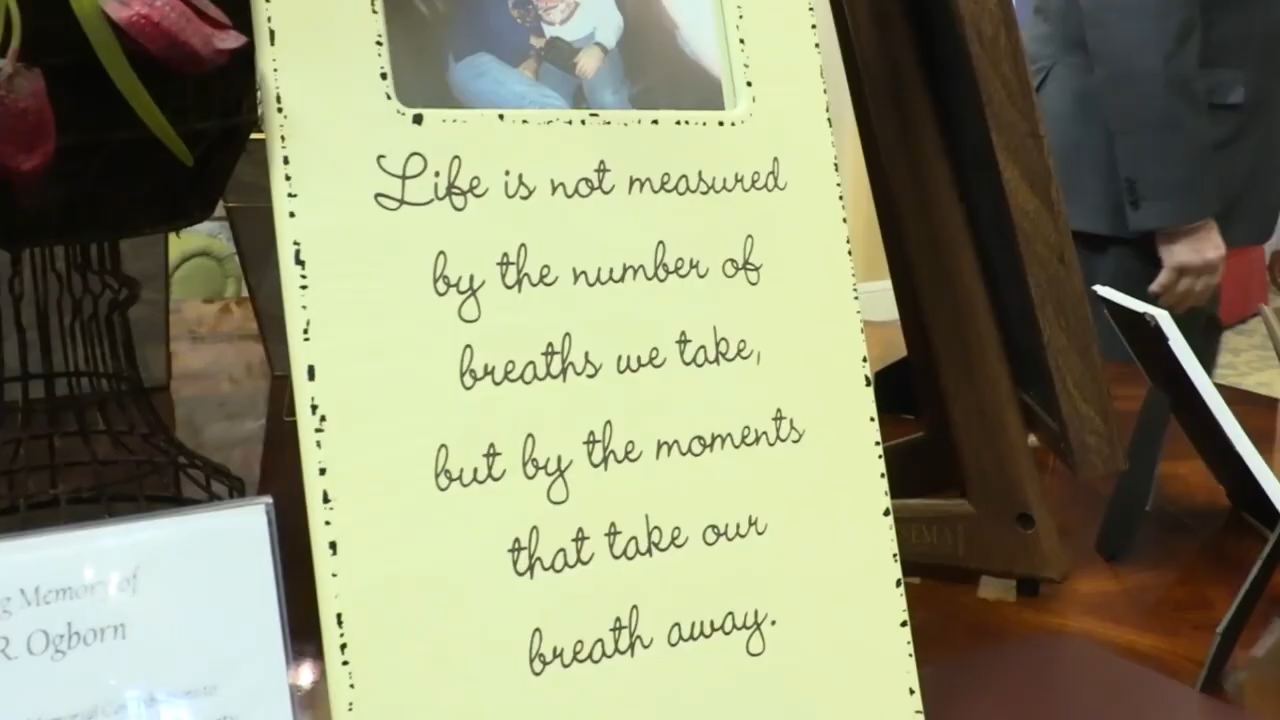 Life is not measured
by the number of
breaths we take,
but by the moments
that take our
breath away.
Memory of
R. Ogborn